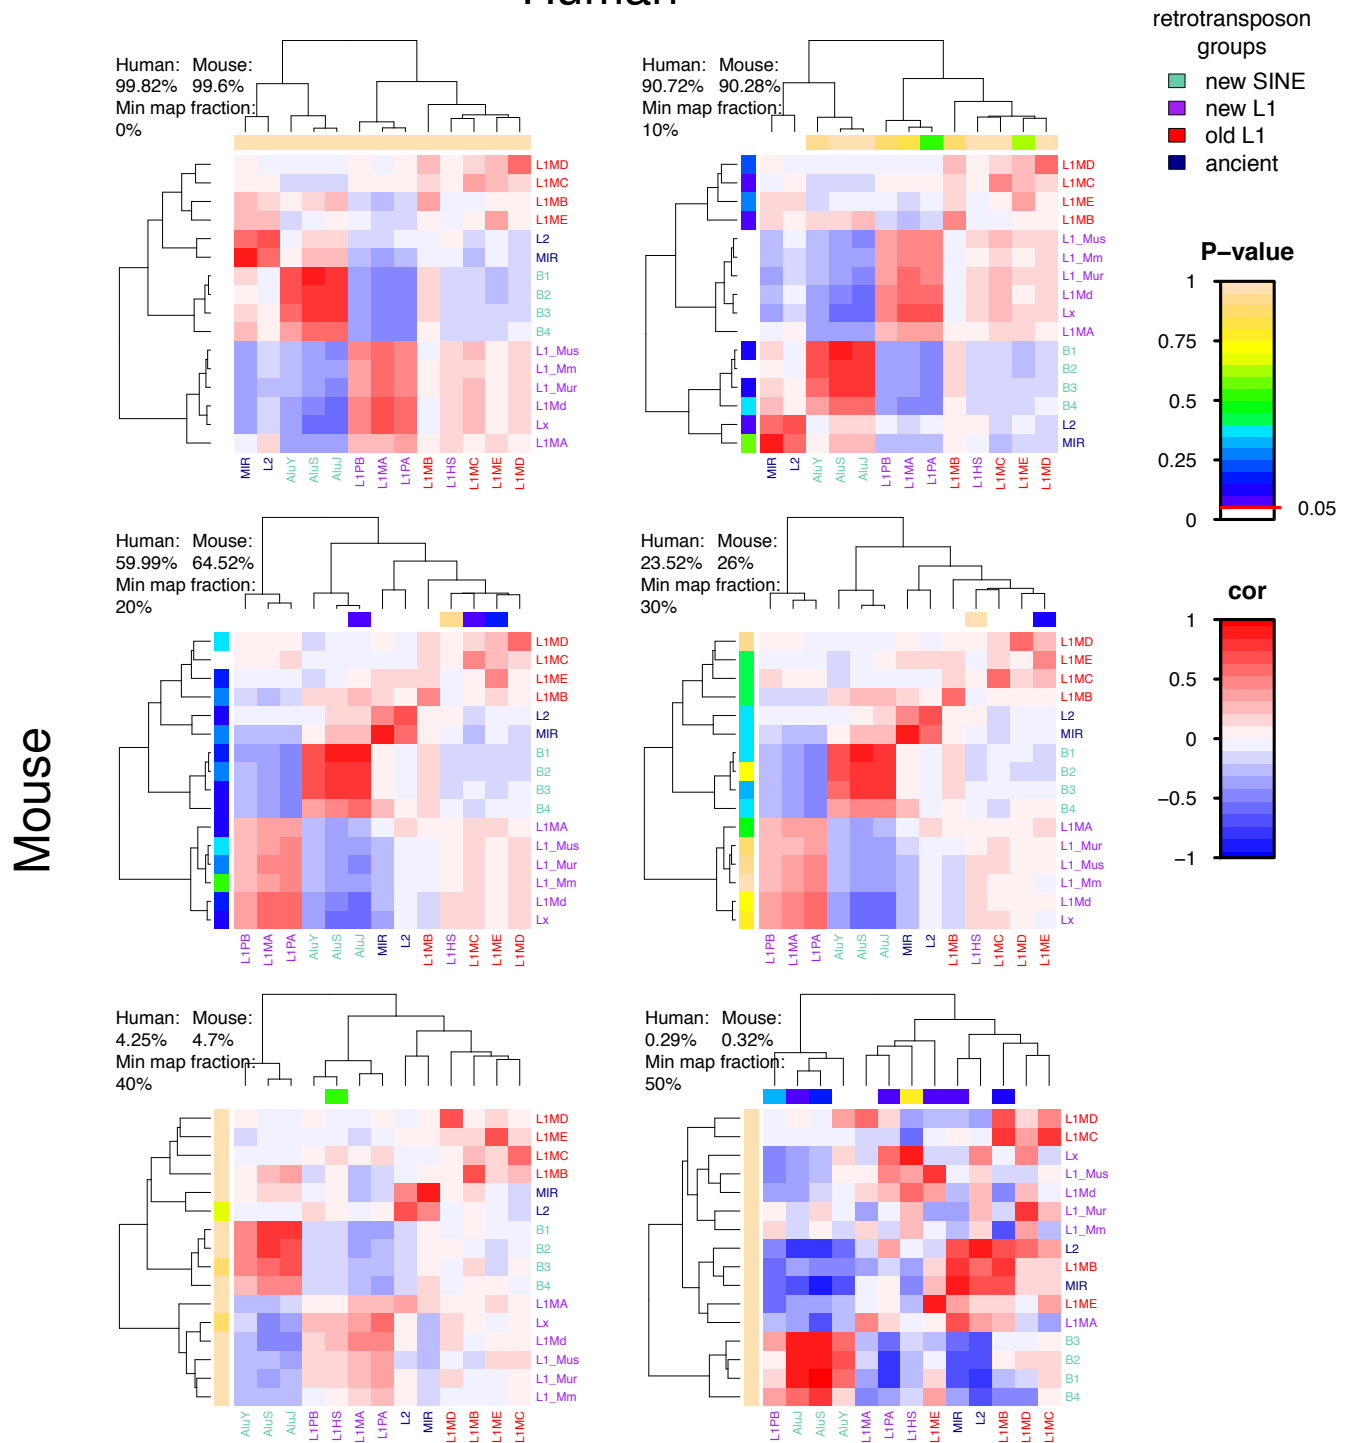 Human
retrotransposon
groups
new SINE
new L1
old L1
ancient
P−value
1
0.75
0.5
0.25
0
0.05
cor
1
0.5
0
−0.5
−1
Mouse
Human: Mouse:
99.82% 99.6%
Min map fraction:
0%
L1MD
L1MC
L1MB
L1ME
L2
MIR
B1
B2
B3
B4
L1_Mus
L1_Mm
L1_Mur
L1Md
Lx
L1MA
MIR L2 AluY AluS AluJ L1PB L1MA L1PA L1MB L1HS L1MC L1ME L1MD
Human: Mouse:
90.72% 90.28%
Min map fraction:
10%
L1MD
L1MC
L1ME
L1MB
L1_Mus
L1_Mm
L1_Mur
L1Md
Lx
L1MA
B1
B2
B3
B4
L2
MIR
MIR L2 AluY AluS AluJ L1PB L1MA L1PA L1MB L1HS L1MC L1ME L1MD
Human: Mouse:
59.99% 64.52%
Min map fraction:
20%
L1MD
L1MC
L1ME
L1MB
L2
MIR
B1
B2
B3
B4
L1MA
L1_Mus
L1_Mur
L1_Mm
L1Md
Lx
L1PB L1MA L1PA AluY AluS AluJ MIR L2 L1MB L1HS L1MC L1ME L1MD
Human: Mouse:
23.52% 26%
Min map fraction:
30%
L1MD
L1ME
L1MC
L1MB
L2
MIR
B1
B2
B3
B4
L1MA
L1_Mur
L1_Mus
L1_Mm
L1Md
Lx
L1PB L1MA L1PA AluY AluS AluJ MIR L2 L1MB L1HS L1MC L1MD L1ME
Human: Mouse:
4.25% 4.7%
Min map fraction:
40%
L1MD
L1ME
L1MC
L1MB
MIR
L2
B1
B2
B3
B4
L1MA
Lx
L1Md
L1_Mus
L1_Mur
L1_Mm
AluY AluS AluJ L1PB L1HS L1MA L1PA L2 MIR L1MD L1MB L1ME L1MC
Human: Mouse:
0.29% 0.32%
Min map fraction:
50%
L1MD
L1MC
Lx
L1_Mus
L1Md
L1_Mur
L1_Mm
L2
L1MB
MIR
L1ME
L1MA
B3
B2
B1
B4
L1PB AluJ AluS AluY L1MA L1PA L1HS L1ME MIR L2 L1MB L1MD L1MC